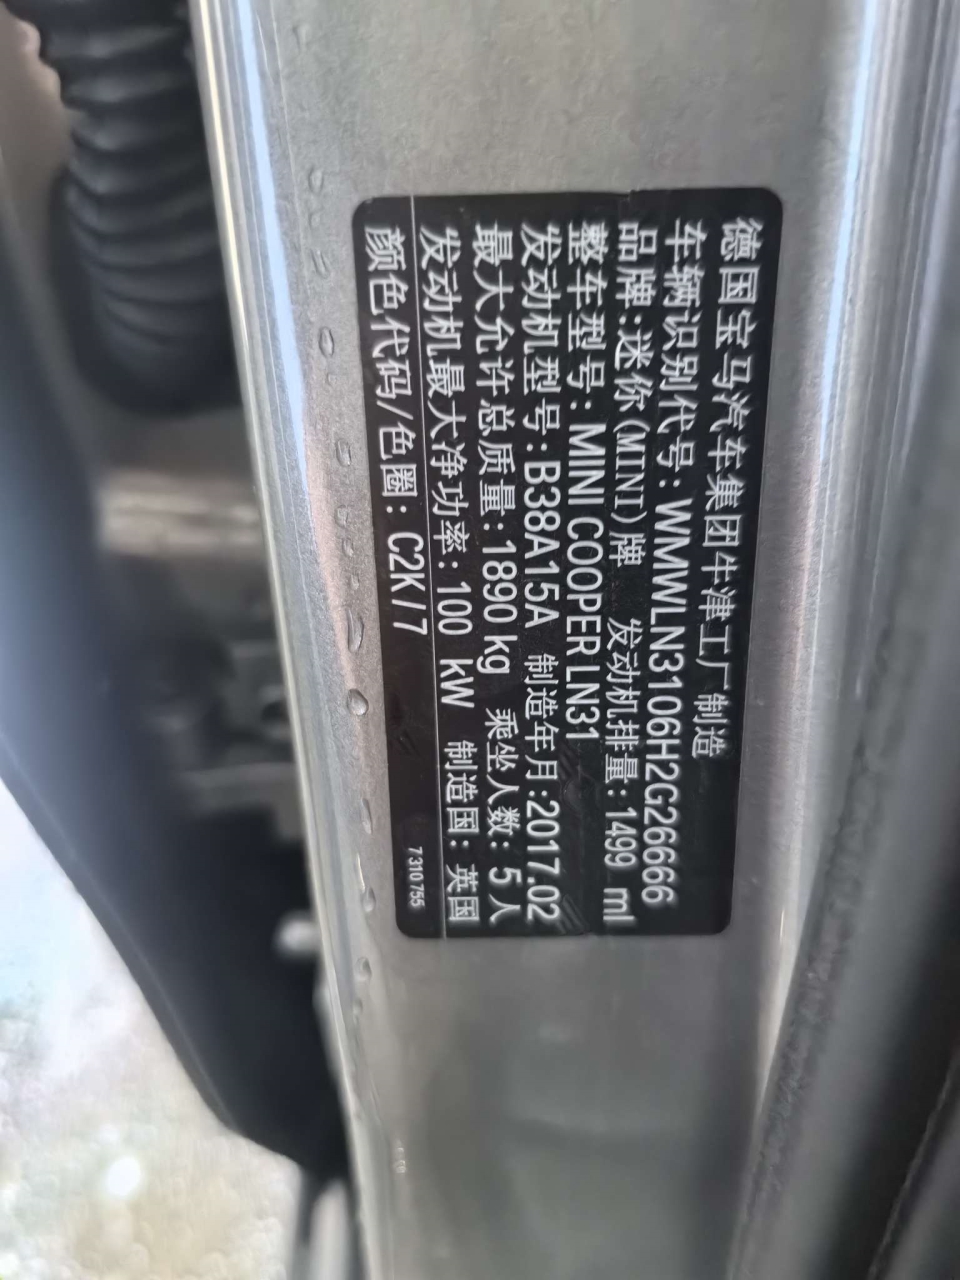 德国宝马汽车集团牛津工厂制造
车辆识别代号:WMWLN3106H2G26666
品牌:迷你(MINI)牌 发动机排量:1499 ml
整车型号:MINI COOPER LN31
发动机型号:B38A15A 制造年月:2017.02
最大允许总质量:1890 kg 乘坐人数:5人
发动机最大净功率:100 kW 制造国:英国
颜色代码/色圈:C2K/7
7 310 755